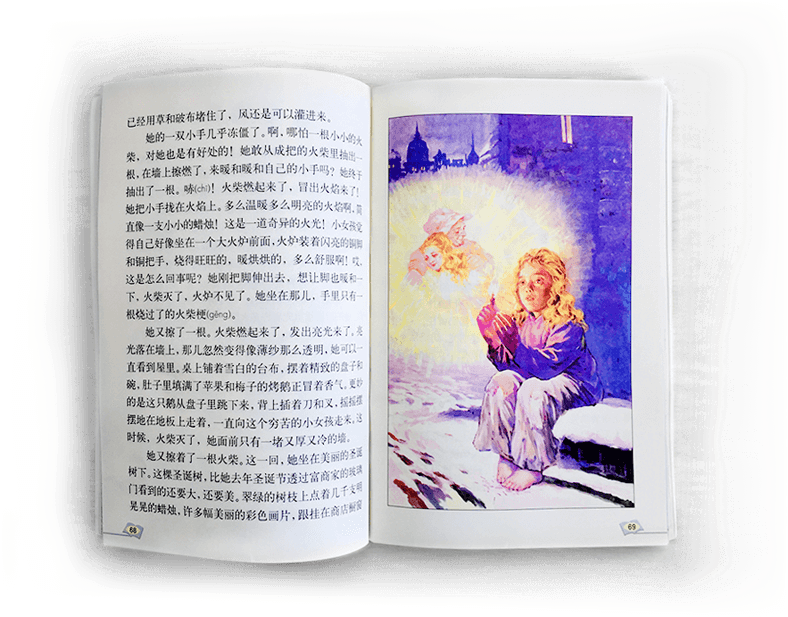 已经用草和破布堵住了，风还是可以灌进来。
她的一双小手几乎冻僵了。啊，哪怕一根小小的火
柴，对她也是有好处的！她敢从成把的火柴里抽出一
根，在墙上擦燃了，来暖和暖和自己的小手吗？她终于
抽出了一根。哧(chī)！火柴燃起来了，冒出火焰来了！
她把小手拢在火焰上。多么温暖多么明亮的火焰啊，简
直像一支小小的蜡烛！这是一道奇异的火光！小女孩觉
得自己好像坐在一个大火炉前面，火炉装着闪亮的铜脚
和铜把手，烧得旺旺的，暖烘烘的，多么舒服啊！哎，
这是怎么回事呢？她刚把脚伸出去，想让脚也暖和一
下，火柴灭了，火炉不见了。她坐在那儿，手里只有一
根烧过了的火柴梗(gěng)。
她又擦了一根。火柴燃起来了，发出亮光来了。亮
光落在墙上，那儿忽然变得像薄纱那么透明，她可以一
直看到屋里。桌上铺着雪白的台布，摆着精致的盘子和
碗，肚子里填满了苹果和梅子的烤鹅正冒着香气。更妙
的是这只鹅从盘子里跳下来，背上插着刀和叉，摇摇摆
摆地在地板上走着，一直向这个穷苦的小女孩走来。这
时候，火柴灭了，她面前只有一堵又厚又冷的墙。
她又擦着了一根火柴。这一回，她坐在美丽的圣诞
树下。这棵圣诞树，比她去年圣诞节透过富商家的玻璃
门看到的还要大，还要美。翠绿的树枝上点着几千支明
晃晃的蜡烛，许多幅美丽的彩色画片，跟挂在商店橱窗
68
69